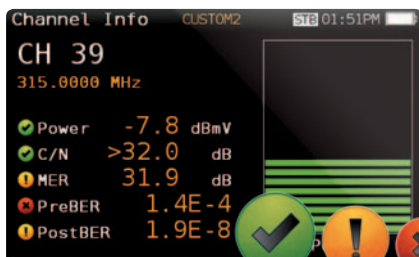 Channel Info CUSTOM2 STB 01:51PM
CH 39
315.0000 MHz
Power -7.8 dBmV
C/N >32.0 dB
MER 31.9 dB
PreBER 1.4E-4
PostBER 1.9E-8